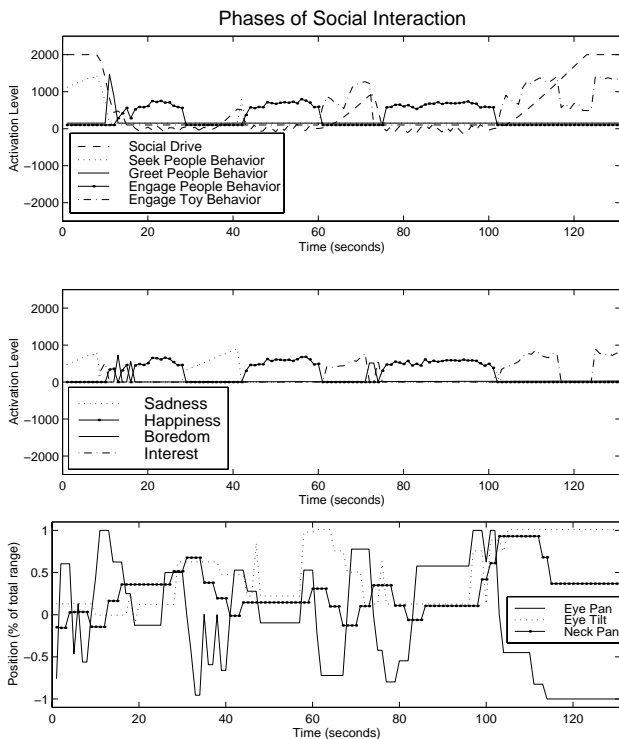 Phases of Social Interaction
2000
1000
0
-1000
-2000
Activation Level
Social Drive
Seek People Behavior
Greet People Behavior
Engage People Behavior
Engage Toy Behavior
0 20 40 60 80 100 120
Time (seconds)
2000
1000
0
-1000
-2000
Activation Level
Sadness
Happiness
Boredom
Interest
0 20 40 60 80 100 120
Time (seconds)
1
0.5
0
-0.5
-1
Position (% of total range)
Eye Pan
Eye Tilt
Neck Pan
0 20 40 60 80 100 120
Time (seconds)